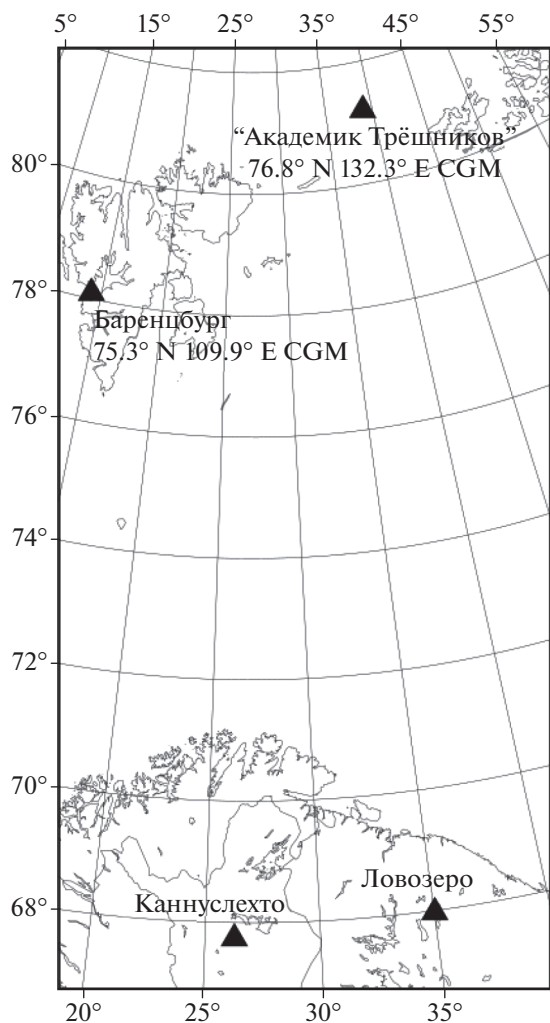 5° 15° 25° 35° 45° 55°
80°
“Академик Трёшников”
76.8° N 132.3° E CGM
78°
Баренцбург
75.3° N 109.9° E CGM
76°
74°
72°
70°
Ловозеро
Каннуслехто
68°
20° 25° 30° 35°